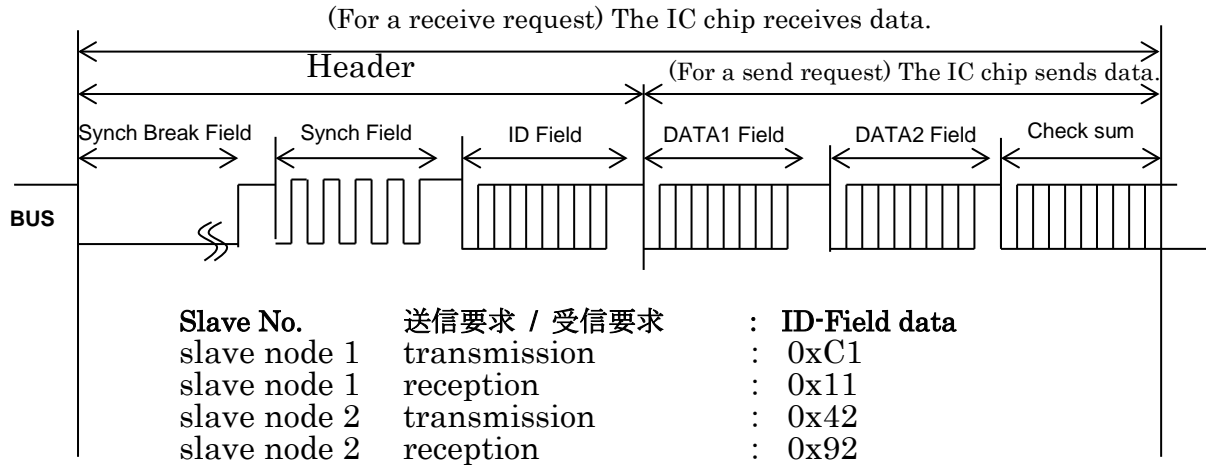 (For a receive request) The IC chip receives data.
Header
(For a send request) The IC chip sends data.
Synch Break Field
Synch Field
ID Field
DATA1 Field
DATA2 Field
Check sum
BUS
Slave No. 送信要求 / 受信要求 : ID-Field data
slave node 1 transmission : 0xC1
slave node 1 reception : 0x11
slave node 2 transmission : 0x42
slave node 2 reception : 0x92